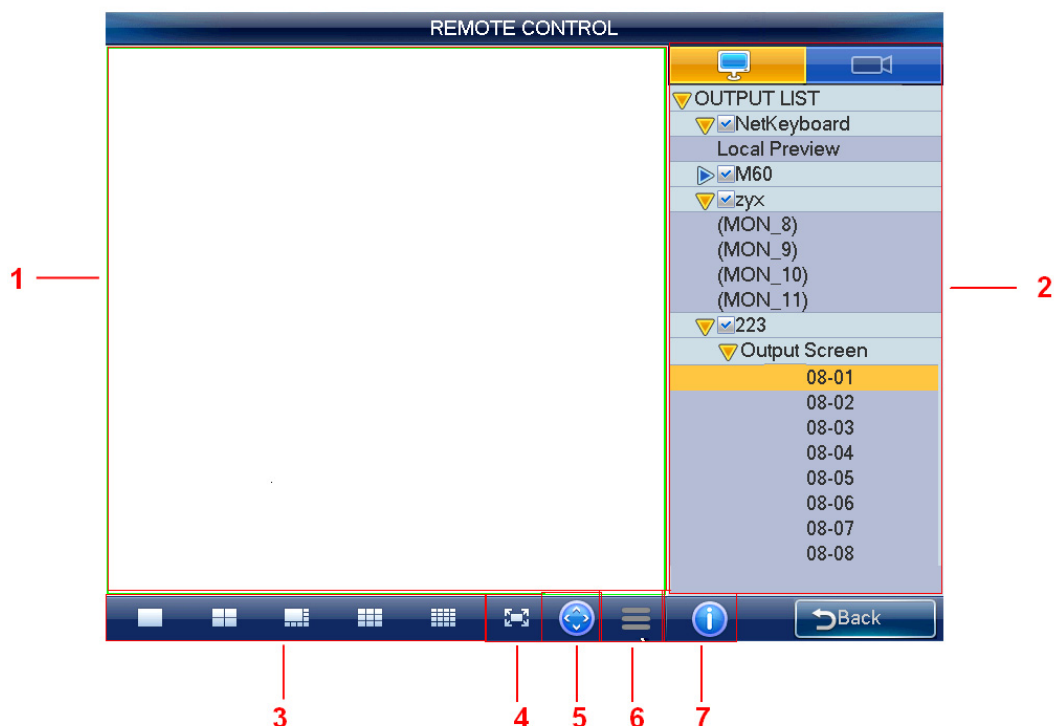 REMOTE CONTROL
OUTPUT LIST
NetKeyboard
Local Preview
M60
zyx
(MON_8)
(MON_9)
(MON_10)
(MON_11)
223
Output Screen
08-01
08-02
08-03
08-04
08-05
08-06
08-07
08-08
1
2
Back
3
4
5
6
7